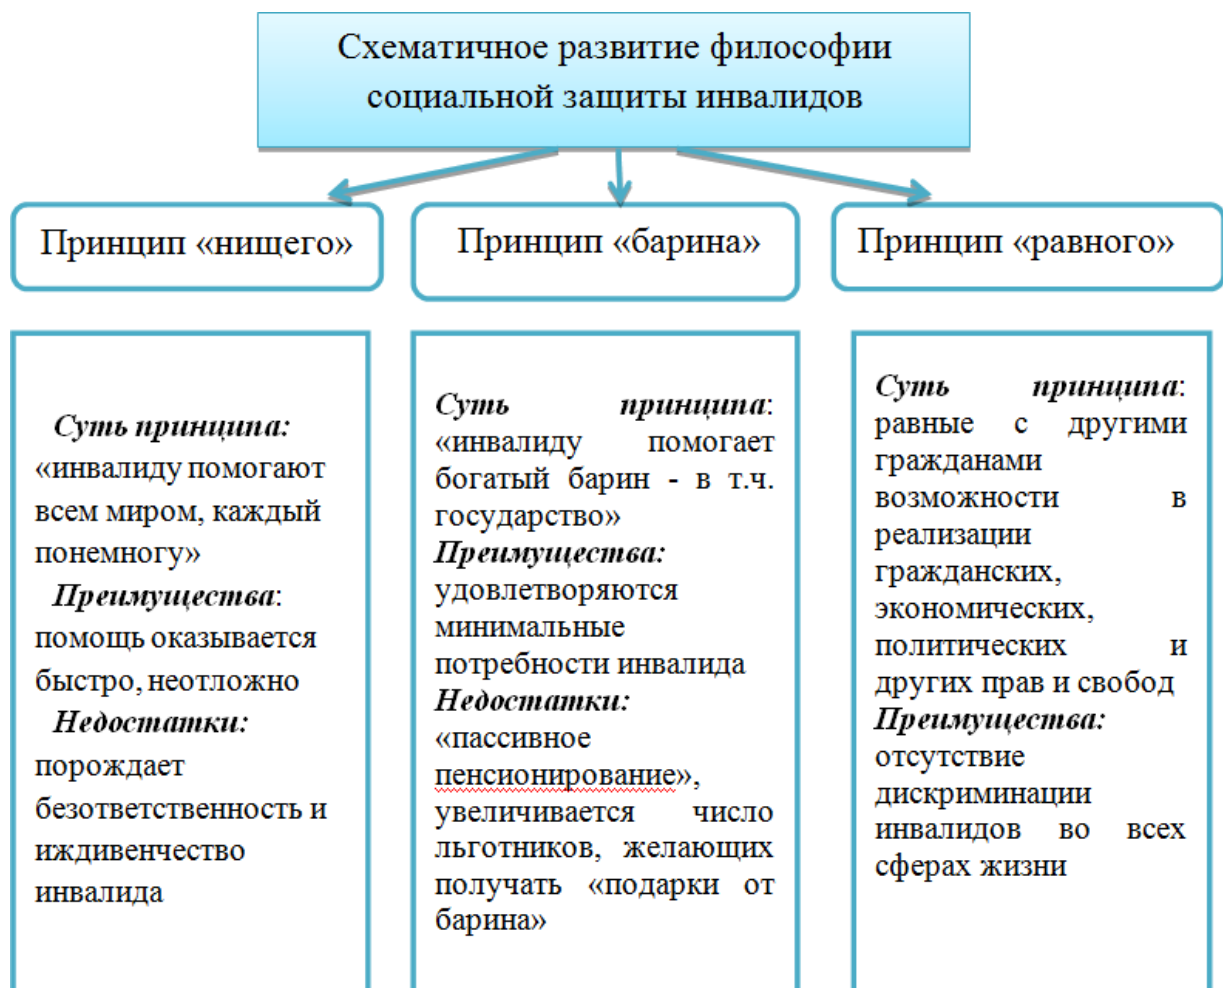 Схематичное развитие философии
социальной защиты инвалидов
Принцип «нищего»
Принцип «барина»
Принцип «равного»
Суть принципа:
«инвалиду помогают
всем миром, каждый
понемногу»
Преимущества:
помощь оказывается
быстро, неотложно
Недостатки:
порождает
безответственность и
иждивенчество
инвалида
Суть принципа:
«инвалиду помогает
богатый барин - в т.ч.
государство»
Преимущества:
удовлетворяются
минимальные
потребности инвалида
Недостатки:
«пассивное
пенсионирование»,
увеличивается число
льготников, желающих
получать «подарки от
барина»
Суть принципа:
равные с другими
гражданами
возможности в
реализации
гражданских,
экономических,
политических и
других прав и свобод
Преимущества:
отсутствие
дискриминации
инвалидов во всех
сферах жизни